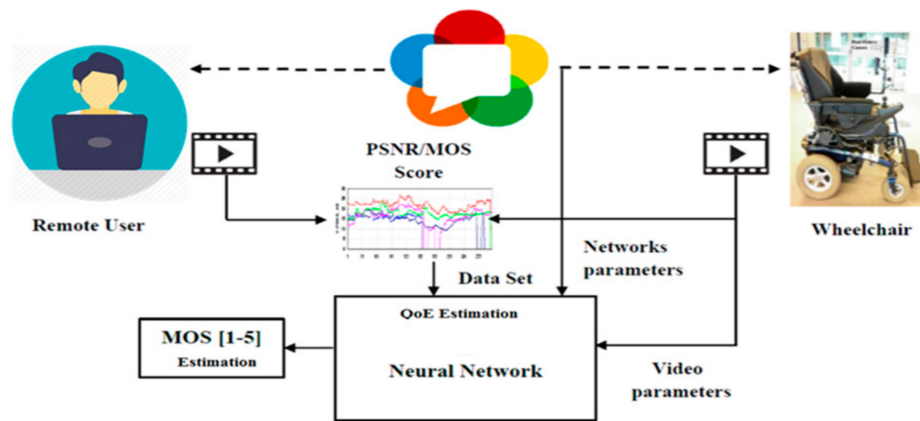 PSNR/MOS
Score
Remote User
Wheelchair
Networks
parameters
Data Set
QoE Estimation
MOS [1-5]
Estimation
Neural Network
Video
parameters